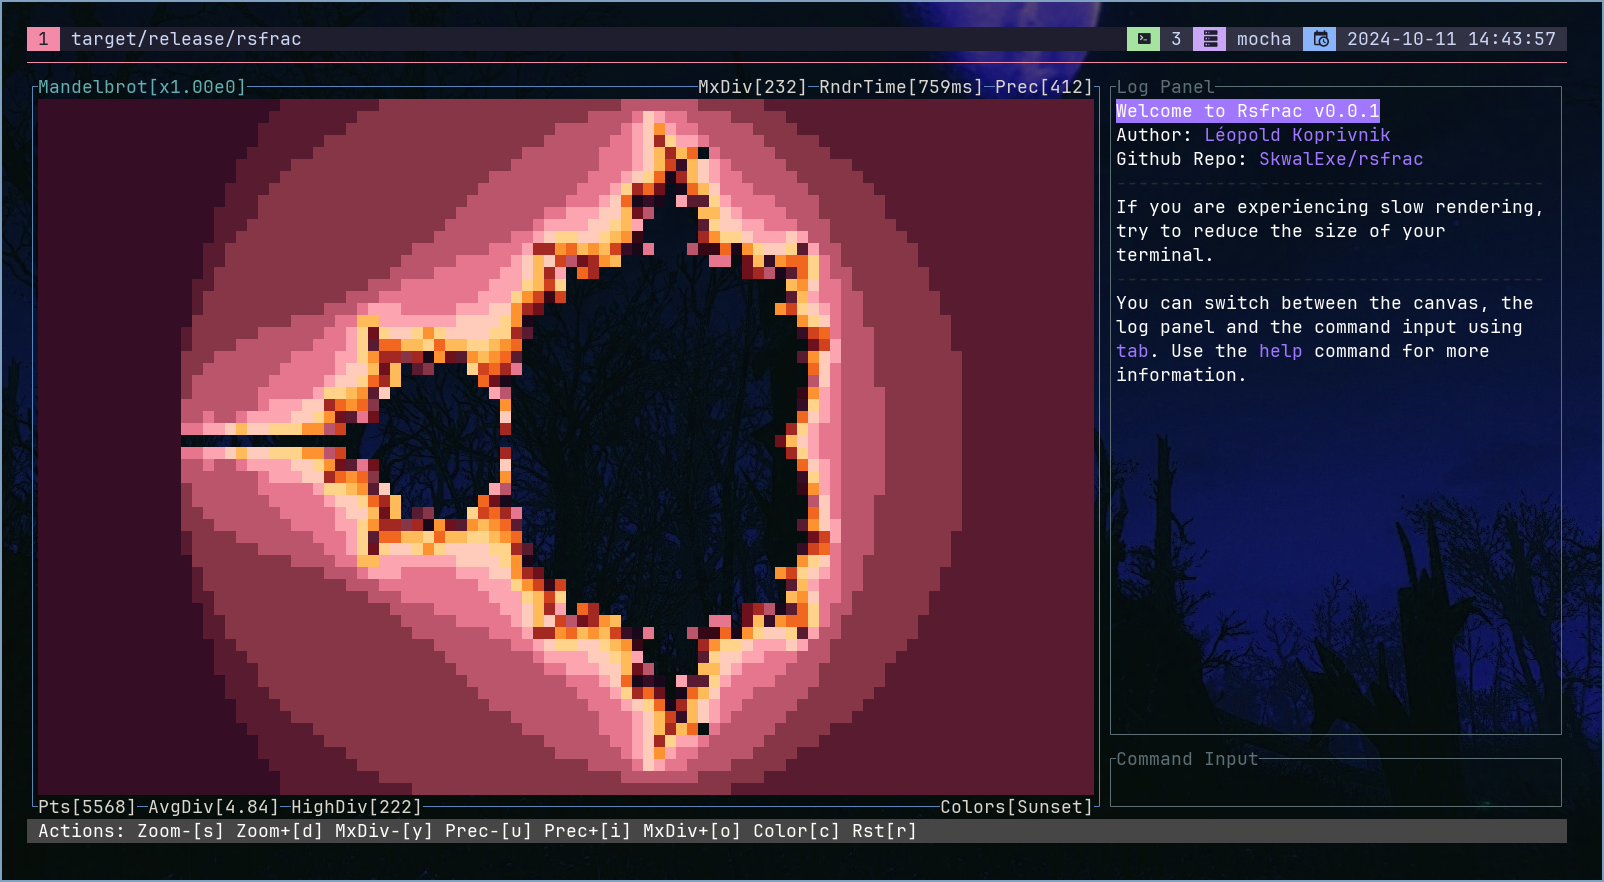 1 target/release/rsfrac 3 mocha 2024-10-11 14:43:57
Mandelbrot[x1.00e0] MxDiv[232] RndrTime[759ms] Prec[412]
Log Panel
Welcome to Rsfrac v0.0.1
Author: Léopold Koprivnik
Github Repo: SkwalExe/rsfrac
If you are experiencing slow rendering,
try to reduce the size of your
terminal.
You can switch between the canvas, the
log panel and the command input using
tab. Use the help command for more
information.
Command Input
Pts[5568] AvgDiv[4.84] HighDiv[222] Colors[Sunset]
Actions: Zoom-[s] Zoom+[d] MxDiv-[y] Prec-[u] Prec+[i] MxDiv+[o] Color[c] Rst[r]